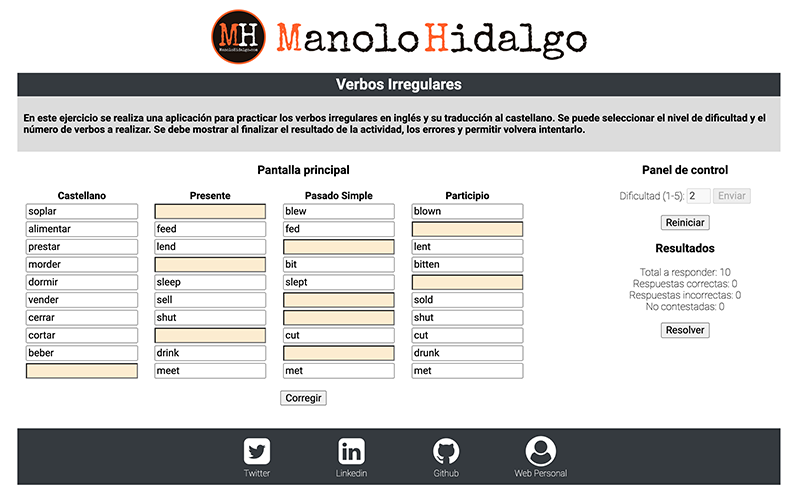 MH
ManoloHidalgo.com
Manolo Hidalgo
Verbos Irregulares
En este ejercicio se realiza una aplicación para practicar los verbos irregulares en inglés y su traducción al castellano. Se puede seleccionar el nivel de dificultad y el
número de verbos a realizar. Se debe mostrar al finalizar el resultado de la actividad, los errores y permitir volvera intentarlo.
Pantalla principal
Castellano Presente Pasado Simple Participio
soplar blew blown
alimentar feed fed
prestar lend lent
morder bit bitten
dormir sleep slept
vender sell sold
cerrar shut shut
cortar cut cut
beber drink drunk
meet met met
Corregir
Panel de control
Dificultad (1-5): 2 Enviar
Reiniciar
Resultados
Total a responder: 10
Respuestas correctas: 0
Respuestas incorrectas: 0
No contestadas: 0
Resolver
Twitter Linkedin Github Web Personal